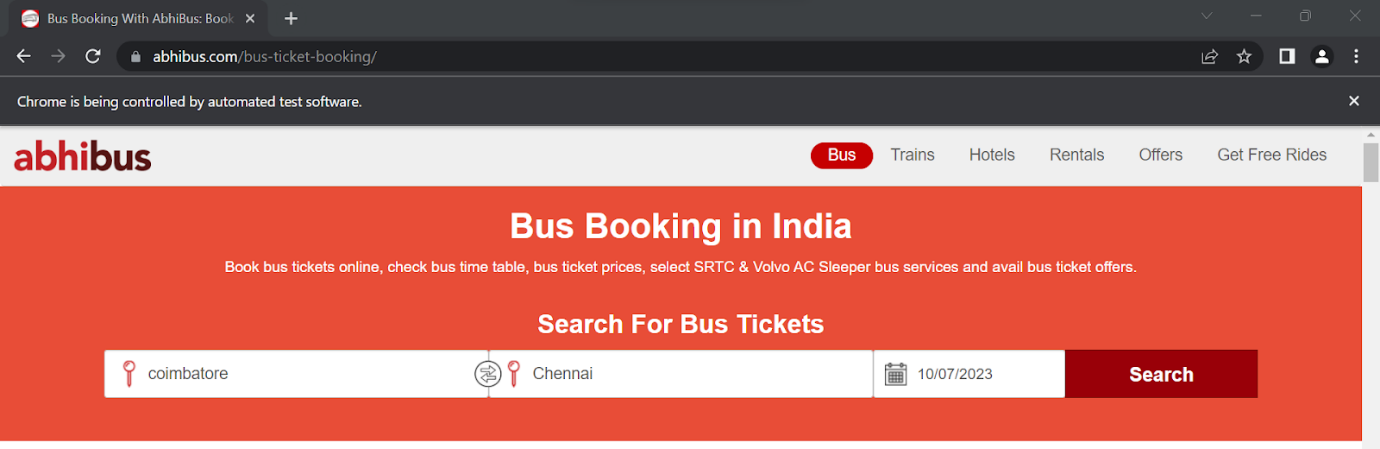 Bus Booking With AbhiBus: Book
abhibus.com/bus-ticket-booking/
Chrome is being controlled by automated test software.
abhibus
Bus Trains Hotels Rentals Offers Get Free Rides
Bus Booking in India
Book bus tickets online, check bus time table, bus ticket prices, select SRTC & Volvo AC Sleeper bus services and avail bus ticket offers.
Search For Bus Tickets
coimbatore Chennai 10/07/2023 Search